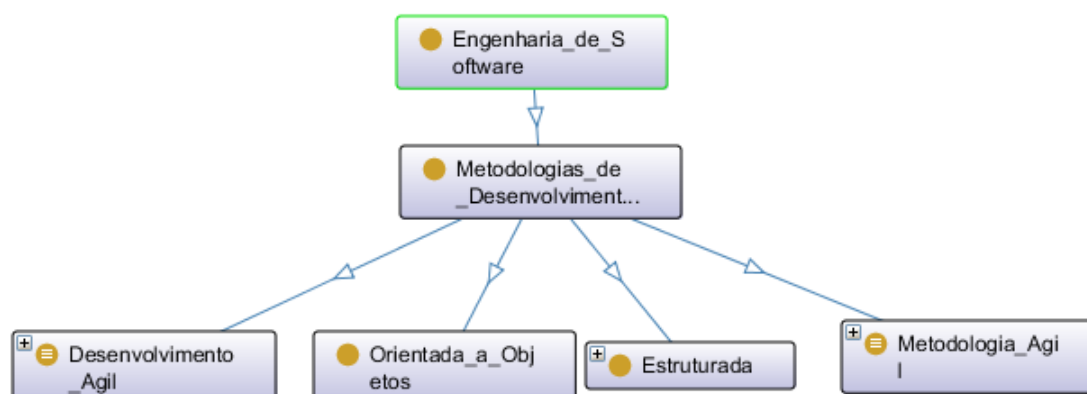 Engenharia_de_S
oftware
Metodologias_de
_Desenvolviment...
Desenvolvimento
_Agil
Orientada_a_Obj
etos
Estruturada
Metodologia_Agi
l